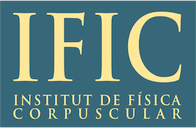 IFIC
INSTITUT DE FÍSICA
CORPUSCULAR